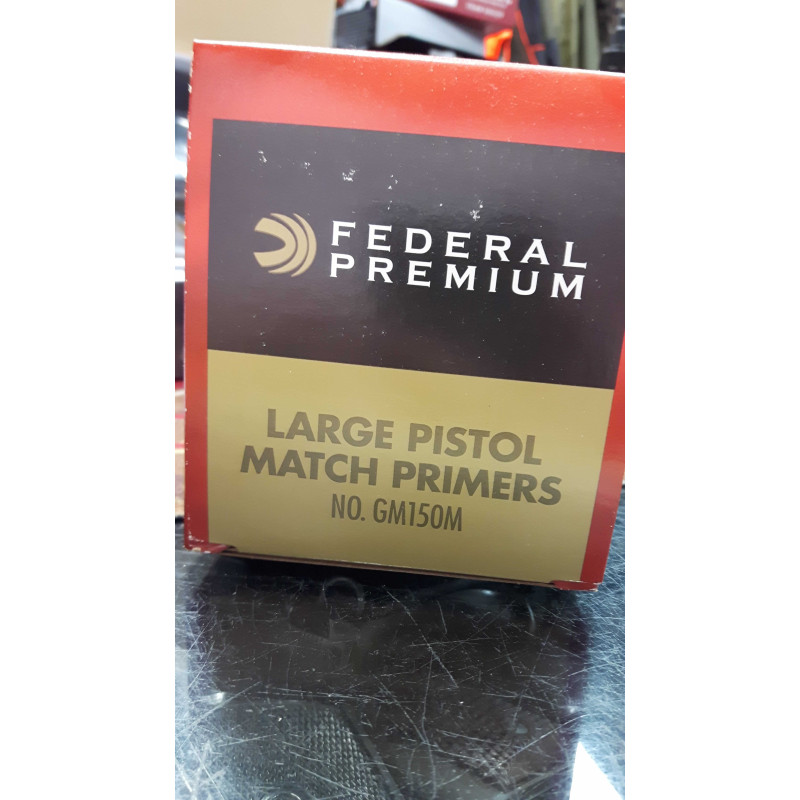 FEDERAL
PREMIUM
LARGE PISTOL
MATCH PRIMERS
NO. GM150M